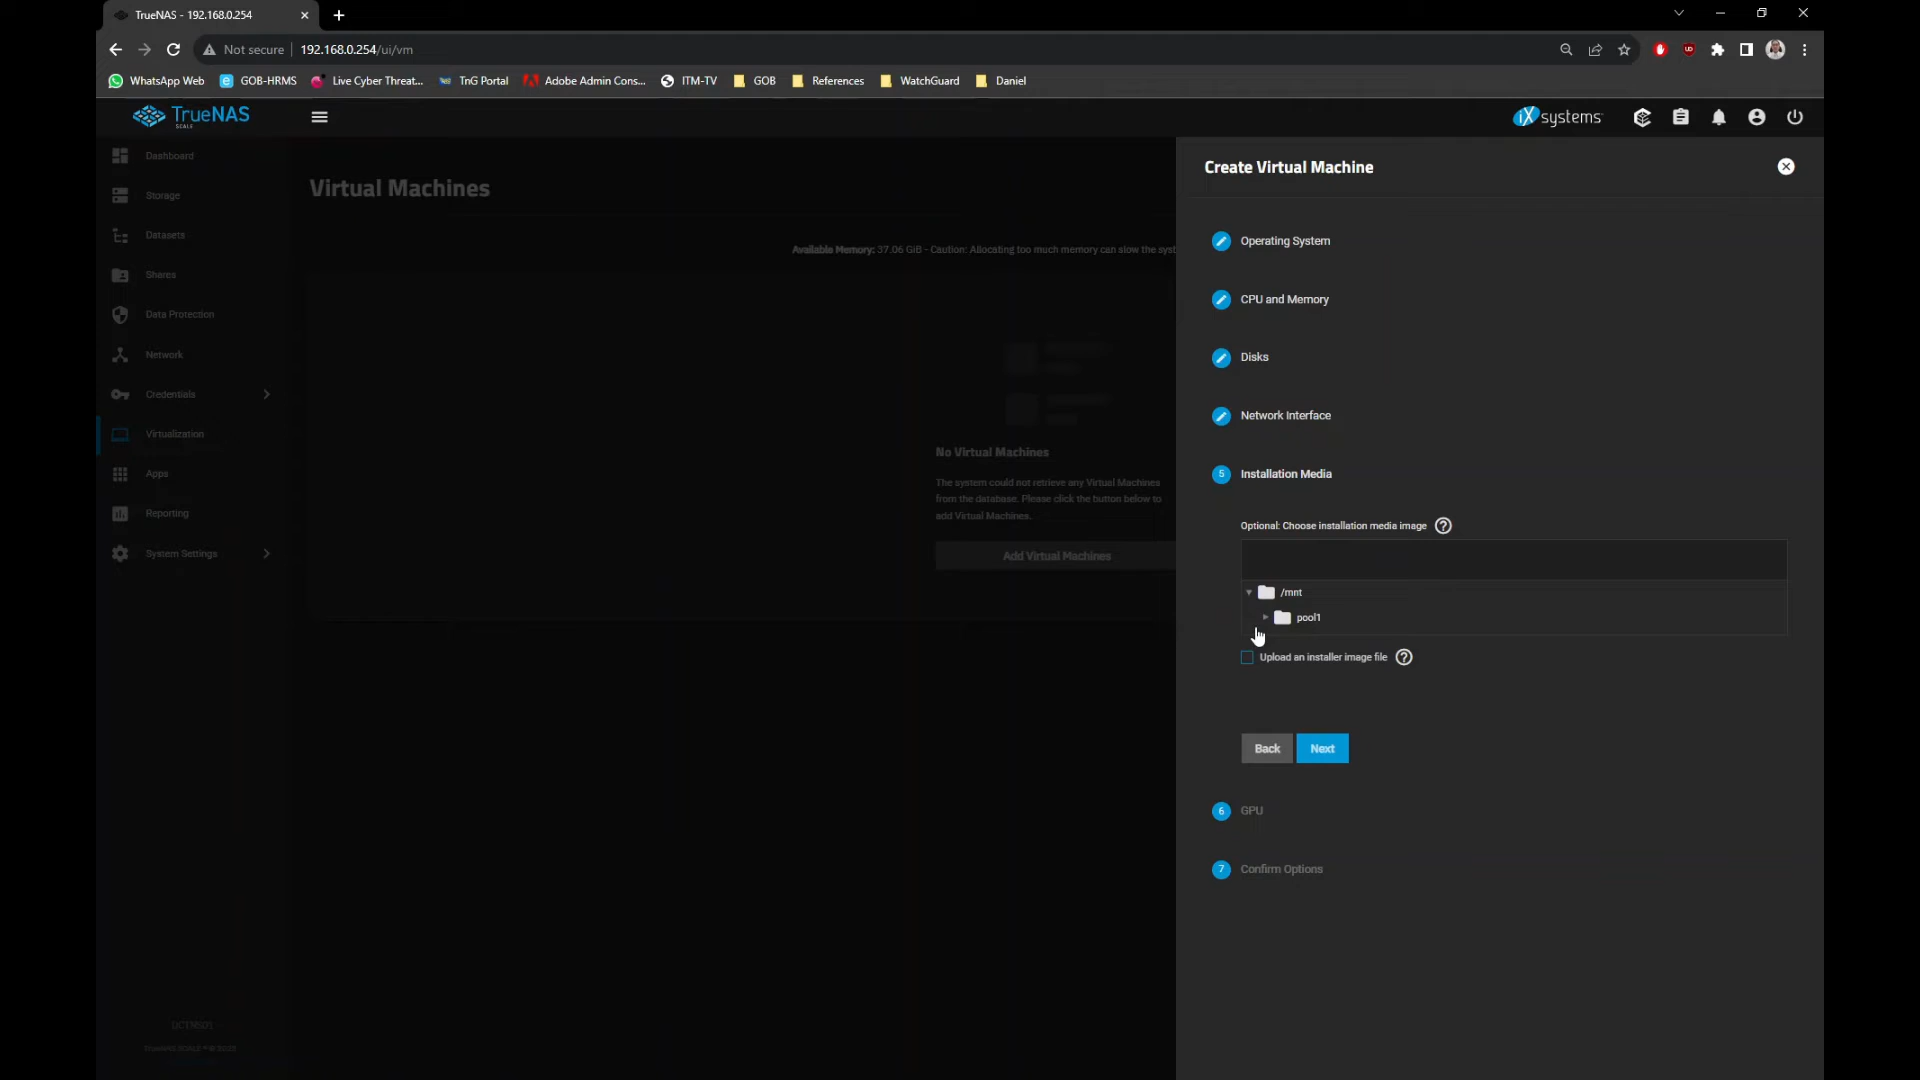 TrueNAS - 192.168.0.254
Not secure
192.168.0.254/ui/vm
WhatsApp Web
GOB-HRMS
Live Cyber Threat...
TnG Portal
Adobe Admin Cons...
ITM-TV
GOB
References
WatchGuard
Daniel
TrueNAS
SCALE
iXsystems
Dashboard
Storage
Datasets
Shares
Data Protection
Network
Credentials
Virtualization
Apps
Reporting
System Settings
Virtual Machines
Available Memory: 37.06 GiB - Caution: Allocating too much memory can slow the syst
No Virtual Machines
The system could not retrieve any Virtual Machines
from the database. Please click the button below to
add Virtual Machines.
Add Virtual Machines
Create Virtual Machine
Operating System
CPU and Memory
Disks
Network Interface
5 Installation Media
Optional: Choose installation media image
/mnt
pool1
Upload an installer image file
Back
Next
6 GPU
7 Confirm Options